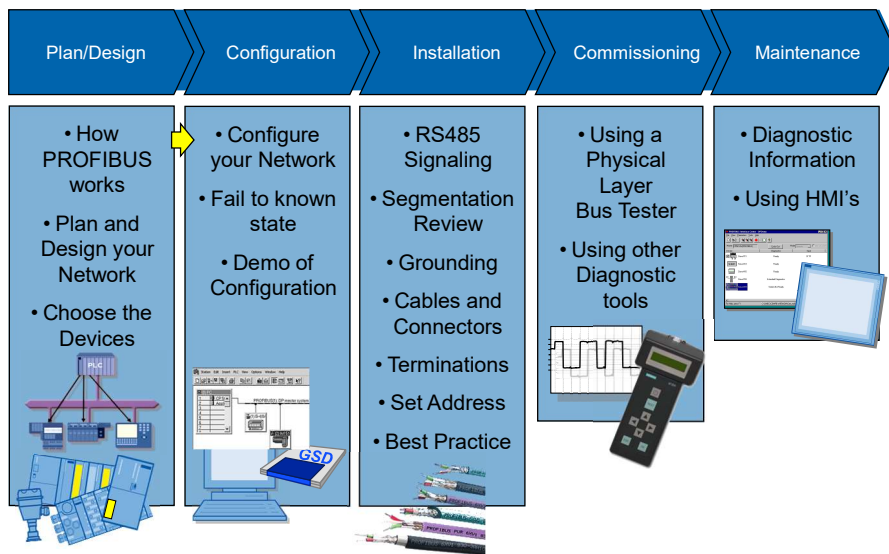 Plan/Design
Configuration
Installation
Commissioning
Maintenance
• How
PROFIBUS
works
• Plan and
Design your
Network
• Choose the
Devices
PLC
• Configure
your Network
• Fail to known
state
• Demo of
Configuration
GSD
• RS485
Signaling
• Segmentation
Review
• Grounding
• Cables and
Connectors
• Terminations
• Set Address
• Best Practice
• Using a
Physical
Layer
Bus Tester
• Using other
Diagnostic
tools
• Diagnostic
Information
• Using HMI's